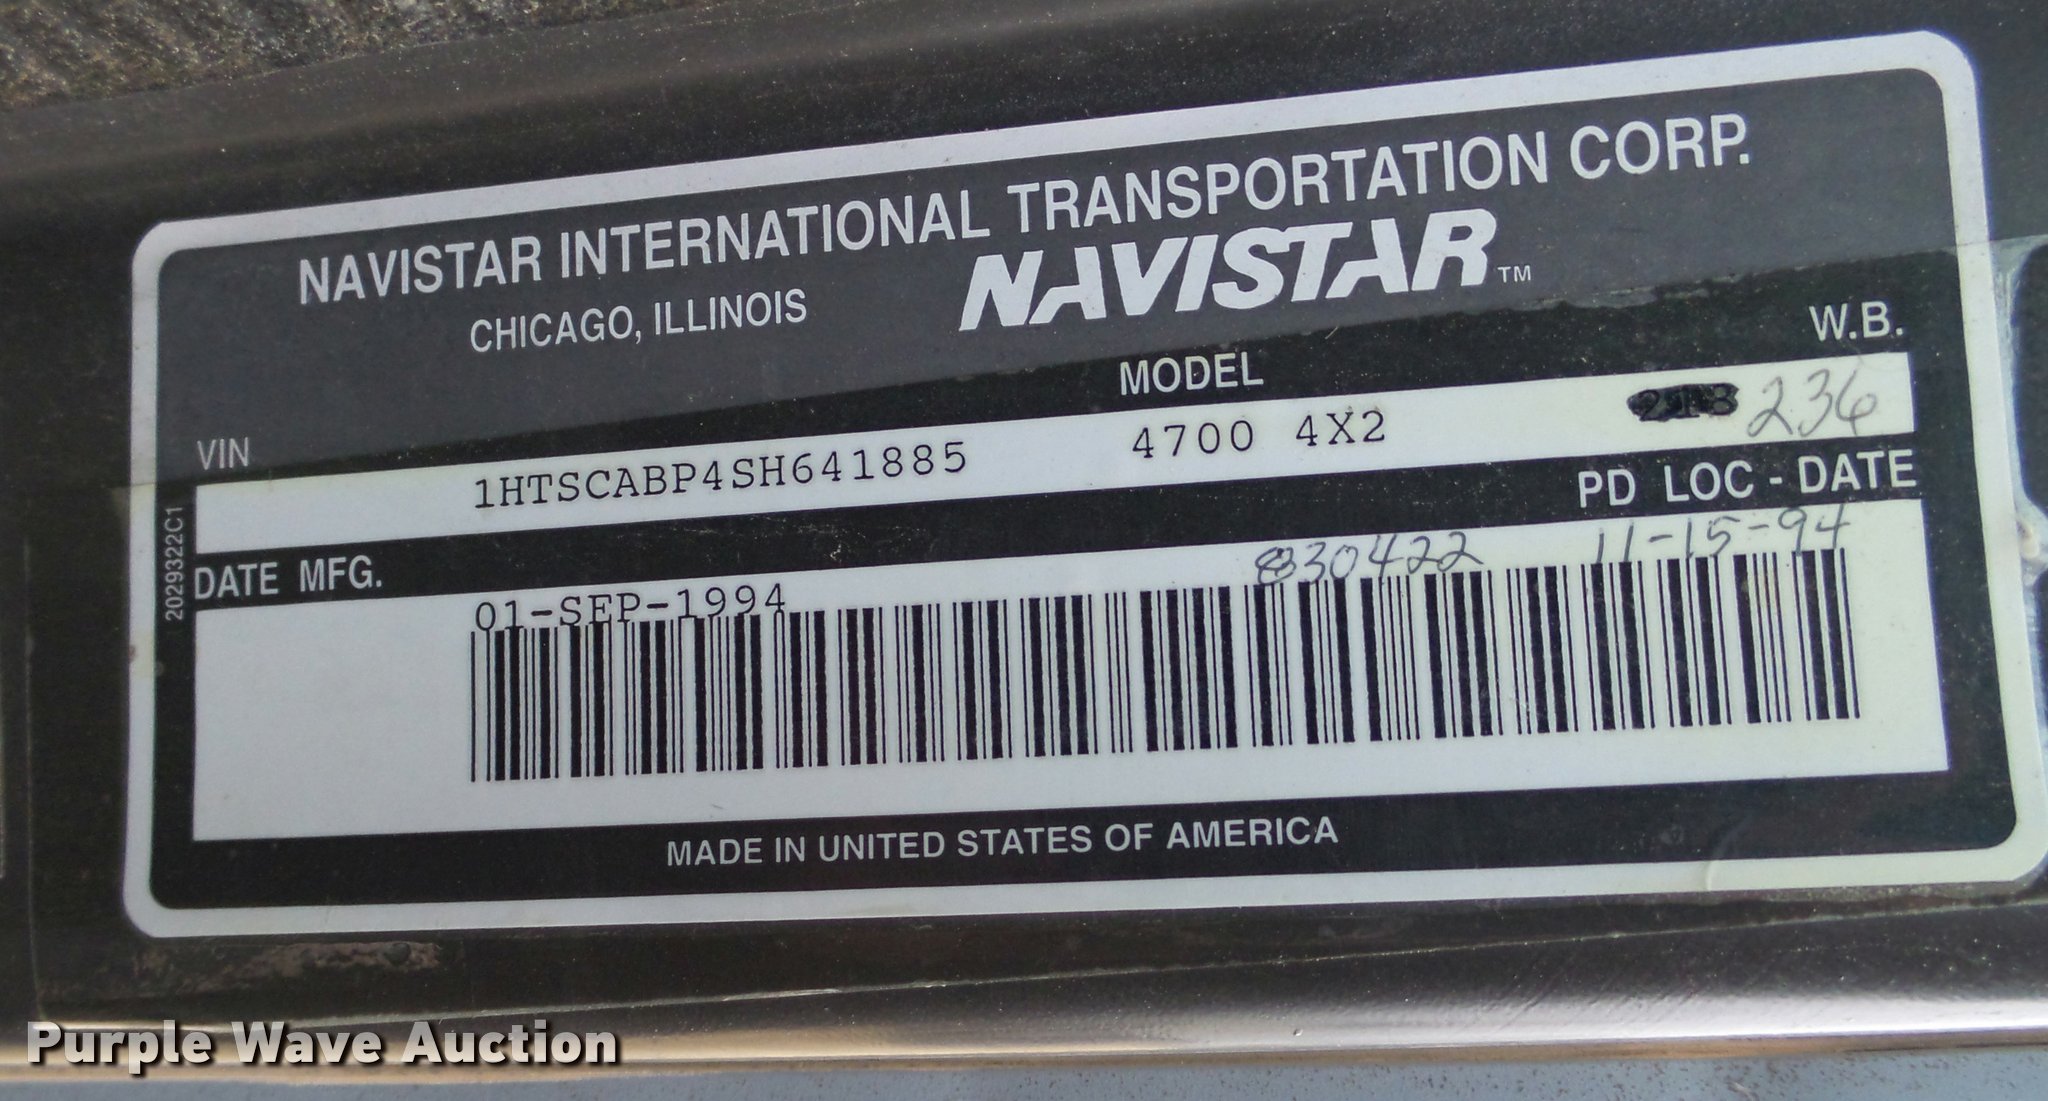 NAVISTAR INTERNATIONAL TRANSPORTATION CORP.
CHICAGO, ILLINOIS
NAVISTAR™
VIN
MODEL
W.B.
1HTSCABP4SH641885
4700 4X2
218 236
DATE MFG.
PD LOC - DATE
01-SEP-1994
830422 11-15-94
2029322C1
MADE IN UNITED STATES OF AMERICA
Purple Wave Auction